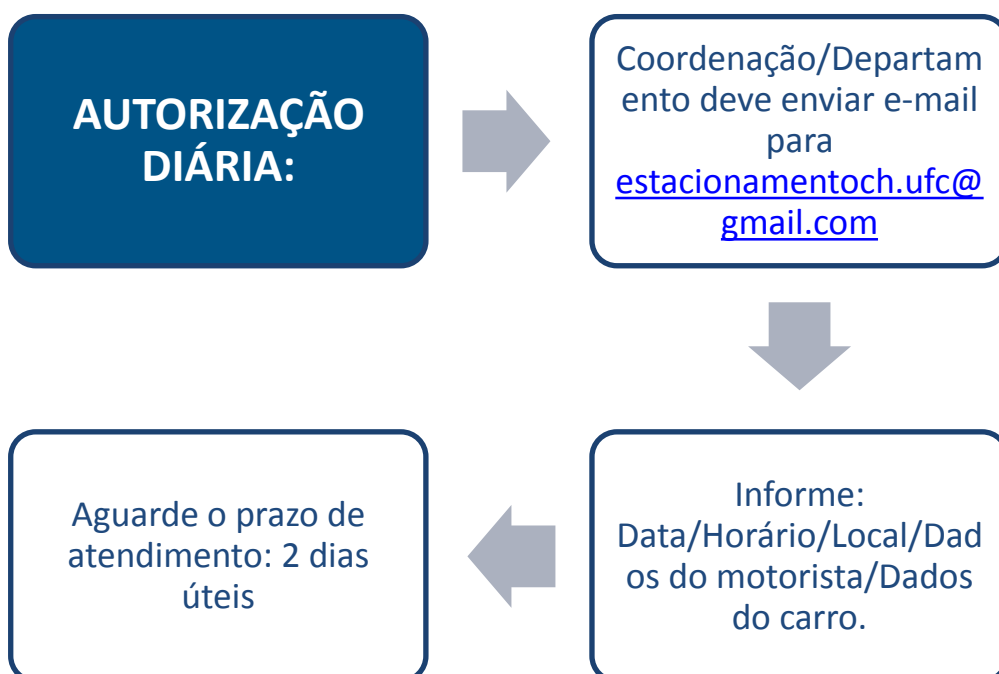 AUTORIZAÇÃO
DIÁRIA:
Coordenação/Departam
ento deve enviar e-mail
para
estacionamentoch.ufc@
gmail.com
Informe:
Data/Horário/Local/Dad
os do motorista/Dados
do carro.
Aguarde o prazo de
atendimento: 2 dias
úteis